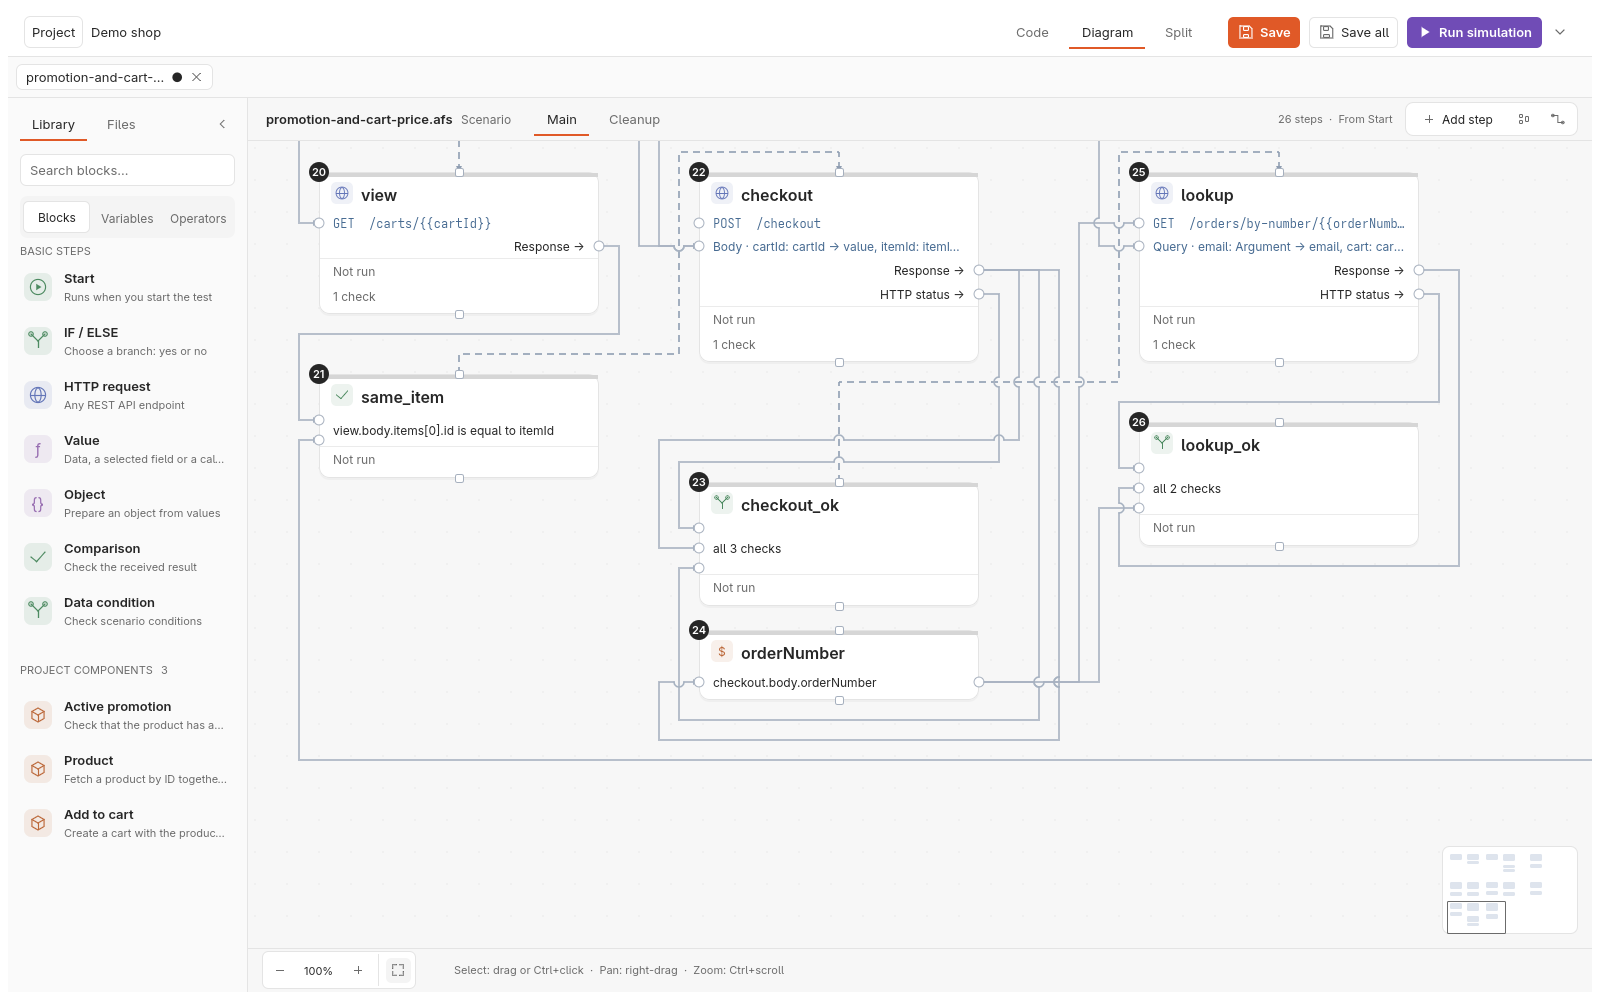 Project Demo shop
Code Diagram Split Save Save all Run simulation
promotion-and-cart-...
Library Files
promotion-and-cart-price.afs Scenario Main Cleanup
26 steps · From Start Add step
Search blocks...
Blocks Variables Operators
BASIC STEPS
Start
Runs when you start the test
IF / ELSE
Choose a branch: yes or no
HTTP request
Any REST API endpoint
Value
Data, a selected field or a cal...
Object
Prepare an object from values
Comparison
Check the received result
Data condition
Check scenario conditions
PROJECT COMPONENTS 3
Active promotion
Check that the product has a...
Product
Fetch a product by ID togethe...
Add to cart
Create a cart with the produc...
20
view
GET /carts/{{cartId}}
Response →
Not run
1 check
21
same_item
view.body.items[0].id is equal to itemId
Not run
22
checkout
POST /checkout
Body · cartId: cartId → value, itemId: itemI...
Response →
HTTP status →
Not run
1 check
23
checkout_ok
all 3 checks
Not run
24
$ orderNumber
checkout.body.orderNumber
25
lookup
GET /orders/by-number/{{orderNumb…
Query · email: Argument → email, cart: car...
Response →
HTTP status →
Not run
1 check
26
lookup_ok
all 2 checks
Not run
− 100% +
Select: drag or Ctrl+click · Pan: right-drag · Zoom: Ctrl+scroll